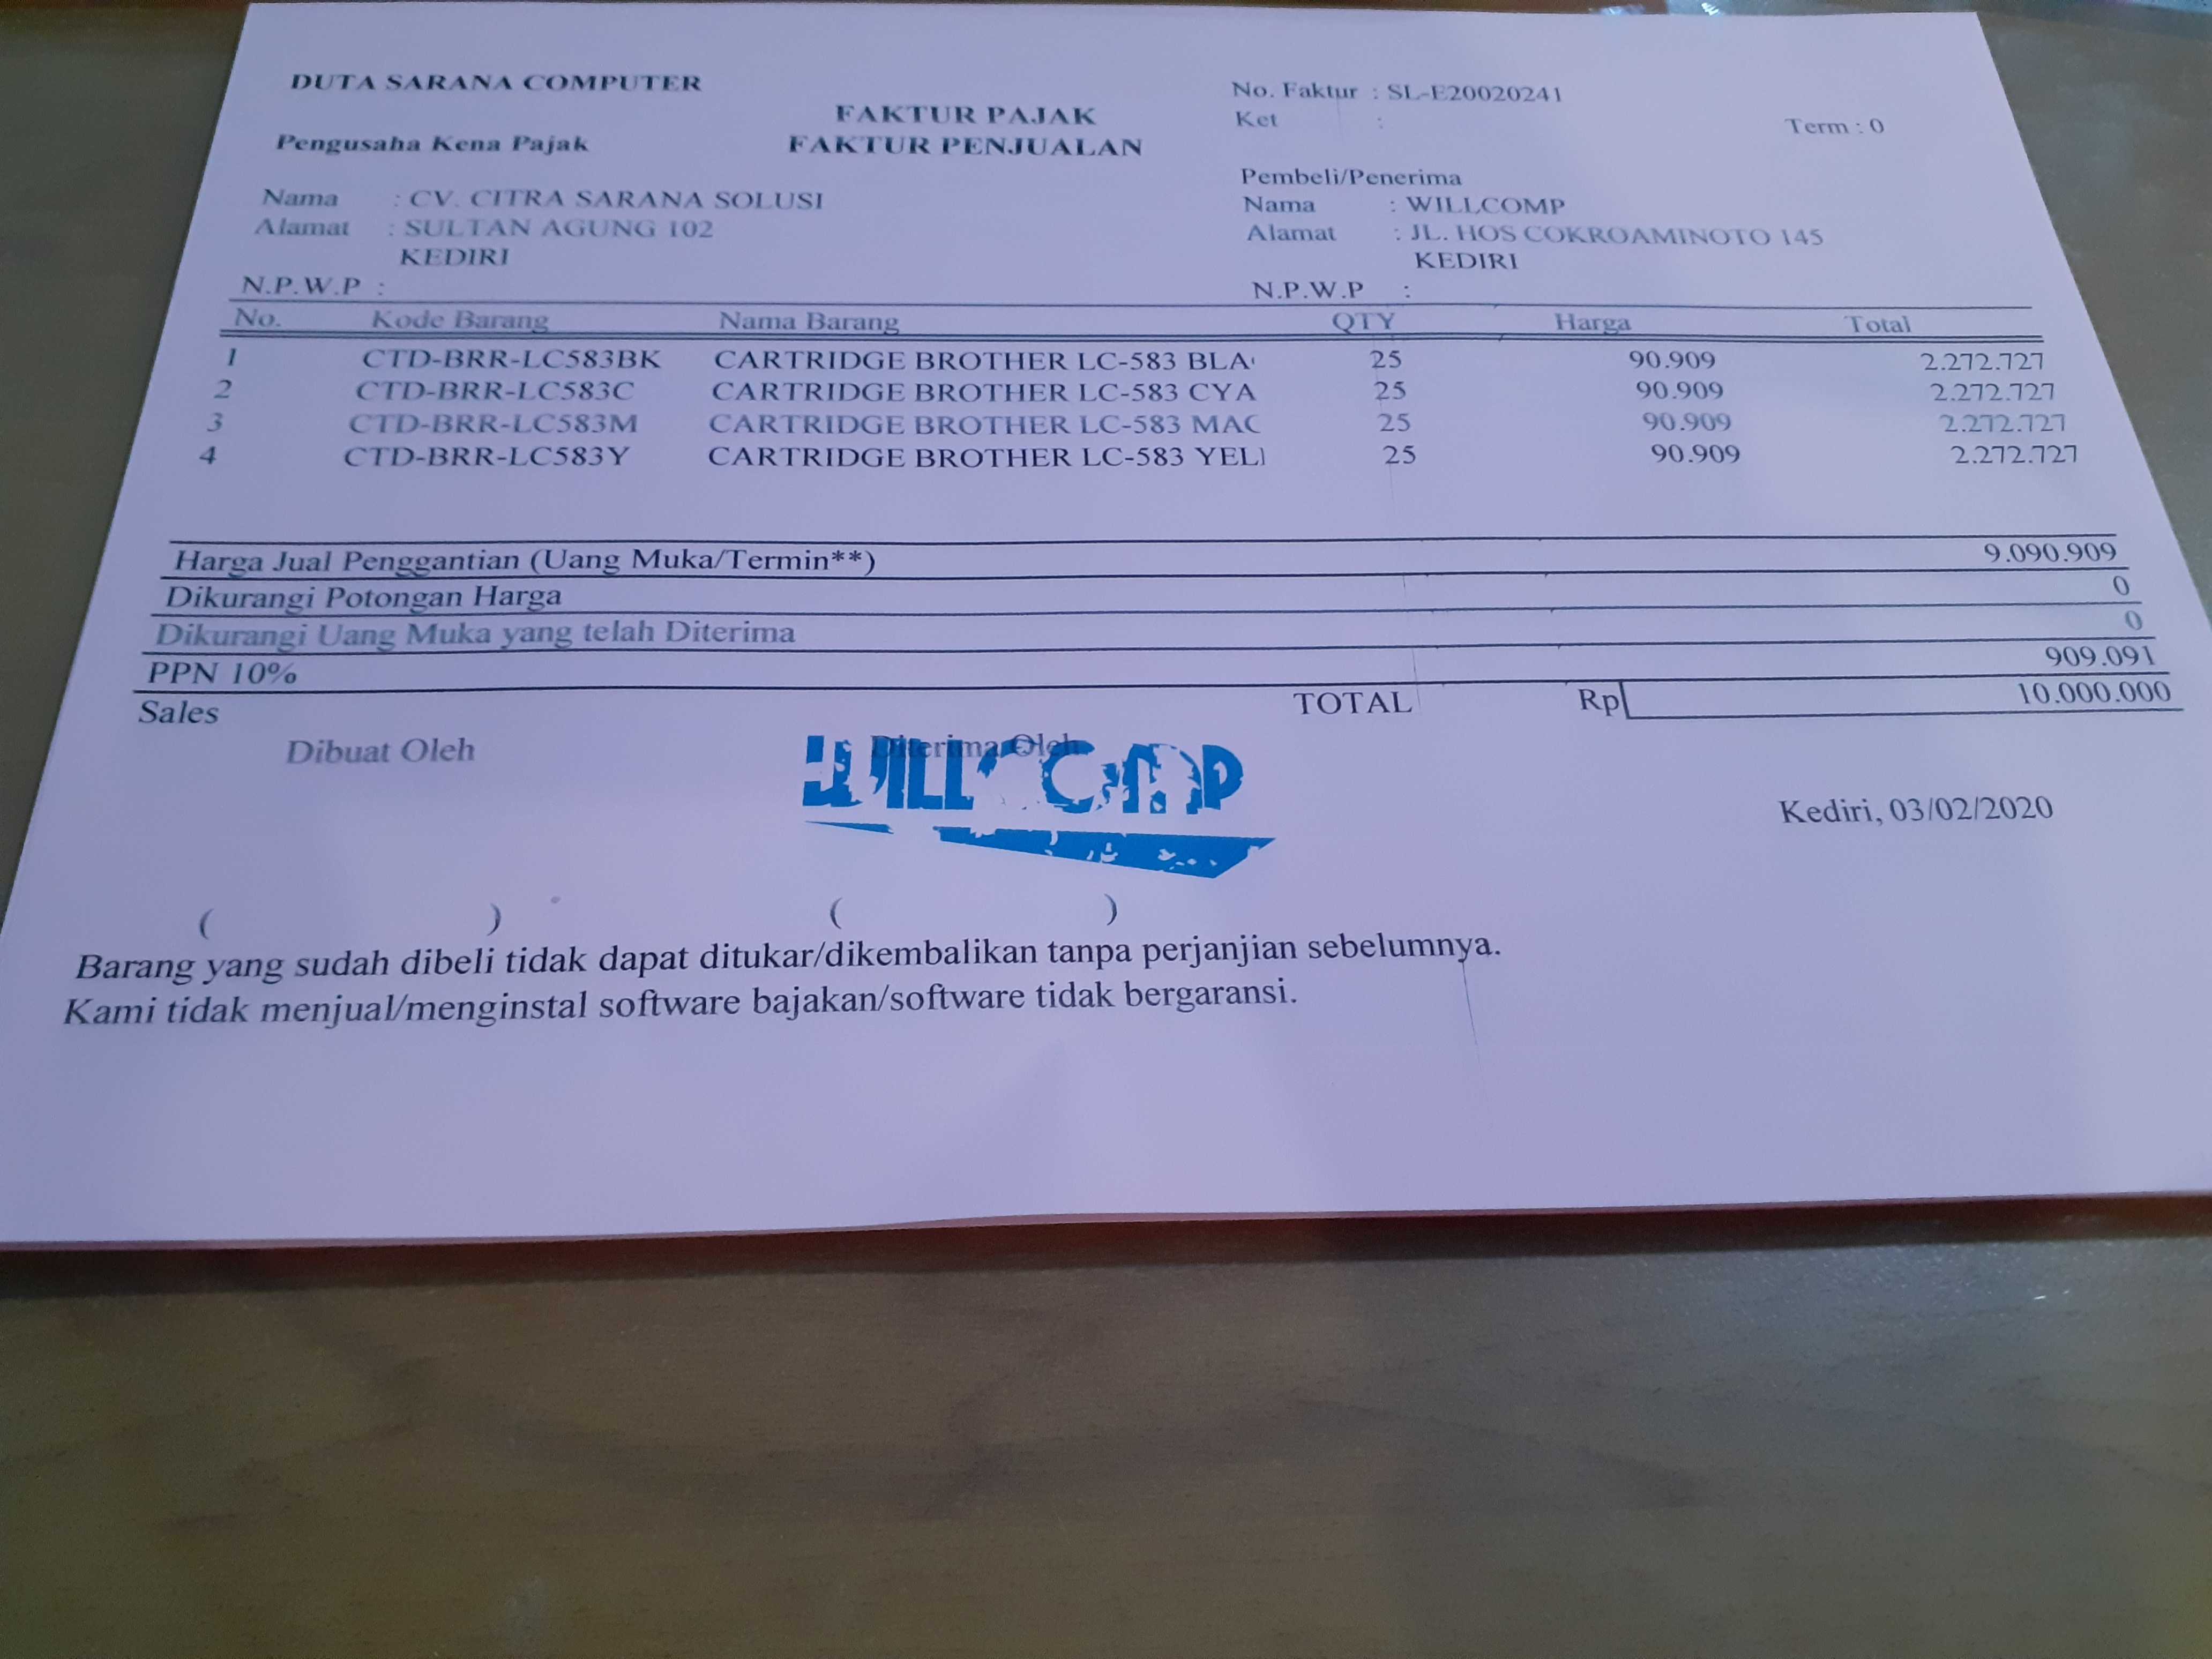 DUTA SARANA COMPUTER
FAKTUR PAJAK
FAKTUR PENJUALAN
No. Faktur : SL-E20020241
Ket :
Term : 0
Pengusaha Kena Pajak
Nama : CV. CITRA SARANA SOLUSI
Alamat : SULTAN AGUNG 102
KEDIRI
N.P.W.P :
Pembeli/Penerima
Nama : WILLCOMP
Alamat : JL. HOS COKROAMINOTO 145
KEDIRI
N.P.W.P :
No. Kode Barang Nama Barang QTY Harga Total
1 CTD-BRR-LC583BK CARTRIDGE BROTHER LC-583 BLA 25 90.909 2.272.727
2 CTD-BRR-LC583C CARTRIDGE BROTHER LC-583 CYA 25 90.909 2.272.727
3 CTD-BRR-LC583M CARTRIDGE BROTHER LC-583 MAC 25 90.909 2.272.727
4 CTD-BRR-LC583Y CARTRIDGE BROTHER LC-583 YEL 25 90.909 2.272.727
Harga Jual Penggantian (Uang Muka/Termin**) 9.090.909
Dikurangi Potongan Harga 0
Dikurangi Uang Muka yang telah Diterima 0
PPN 10% 909.091
Sales TOTAL Rp 10.000.000
Dibuat Oleh Diterima Oleh
WILL COMP
Kediri, 03/02/2020
( ) ( )
Barang yang sudah dibeli tidak dapat ditukar/dikembalikan tanpa perjanjian sebelumnya.
Kami tidak menjual/menginstal software bajakan/software tidak bergaransi.